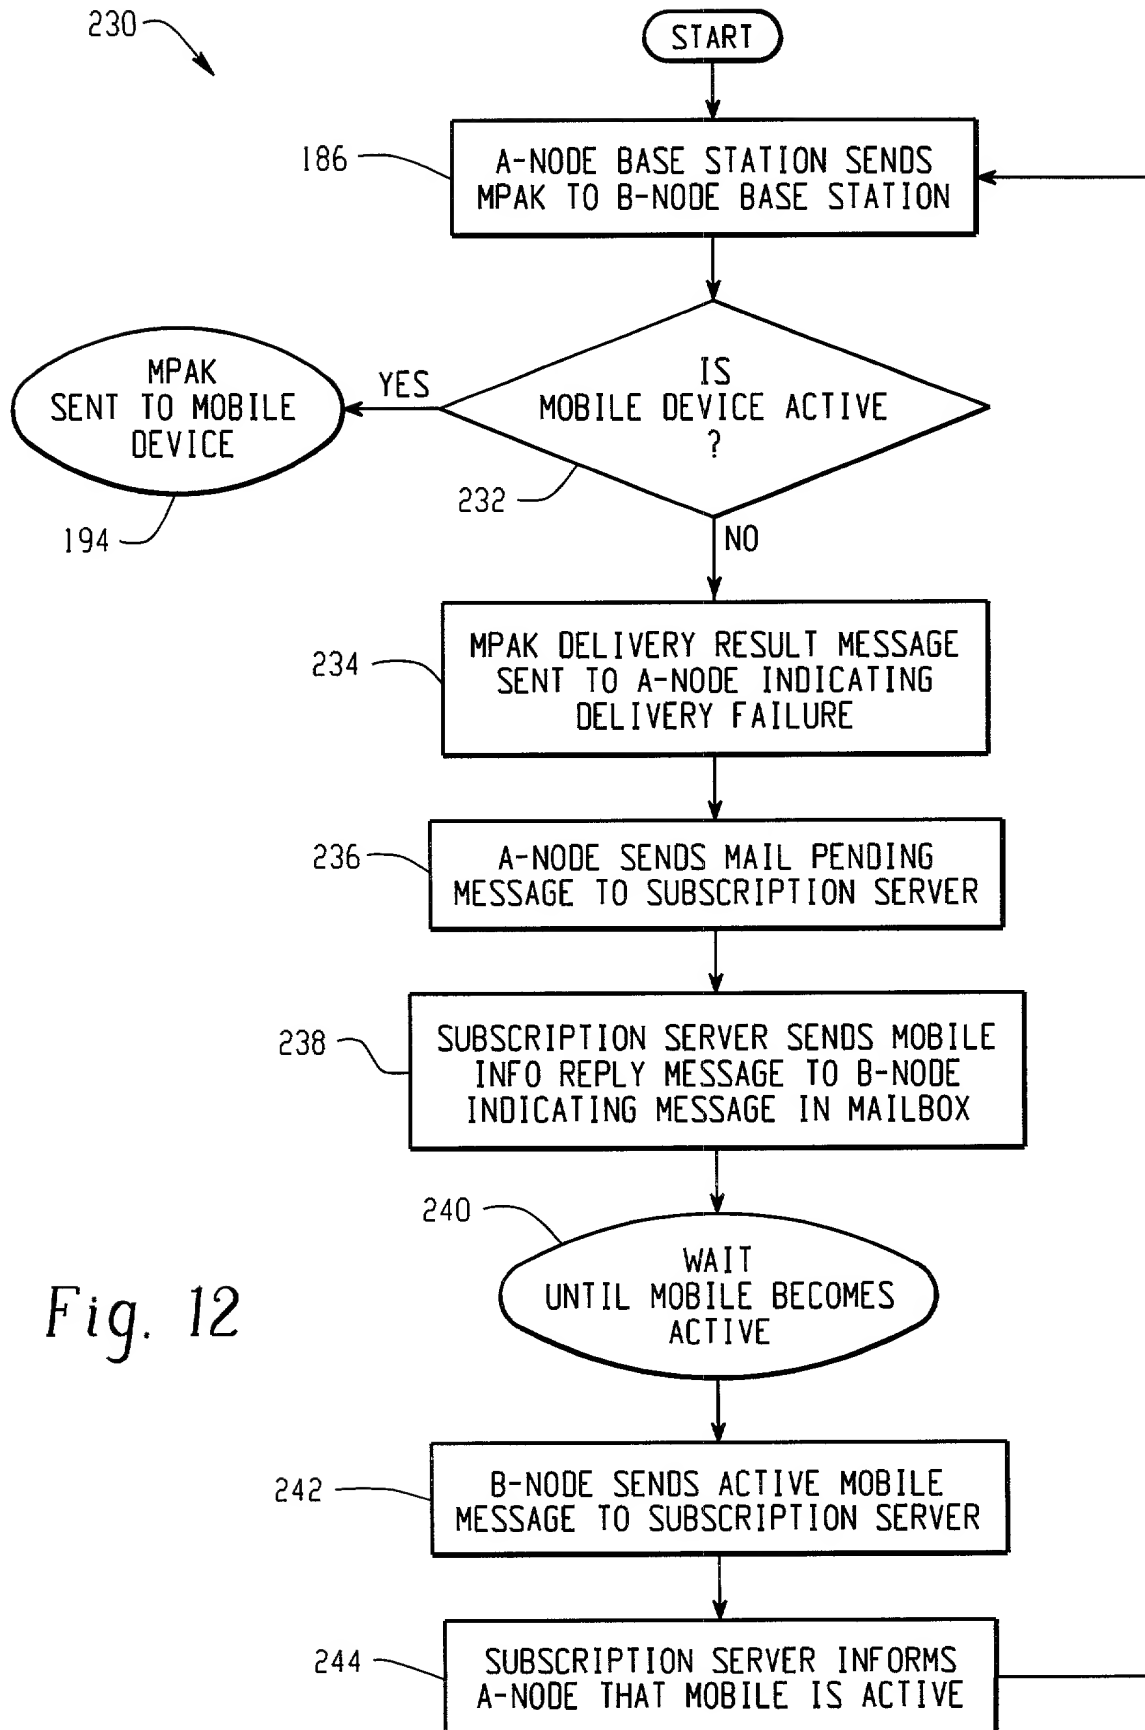 230
START
186
A-NODE BASE STATION SENDS
MPAK TO B-NODE BASE STATION
MPAK
SENT TO MOBILE
DEVICE
194
YES
IS
MOBILE DEVICE ACTIVE
?
232
NO
234
MPAK DELIVERY RESULT MESSAGE
SENT TO A-NODE INDICATING
DELIVERY FAILURE
236
A-NODE SENDS MAIL PENDING
MESSAGE TO SUBSCRIPTION SERVER
238
SUBSCRIPTION SERVER SENDS MOBILE
INFO REPLY MESSAGE TO B-NODE
INDICATING MESSAGE IN MAILBOX
240
WAIT
UNTIL MOBILE BECOMES
ACTIVE
Fig. 12
242
B-NODE SENDS ACTIVE MOBILE
MESSAGE TO SUBSCRIPTION SERVER
244
SUBSCRIPTION SERVER INFORMS
A-NODE THAT MOBILE IS ACTIVE